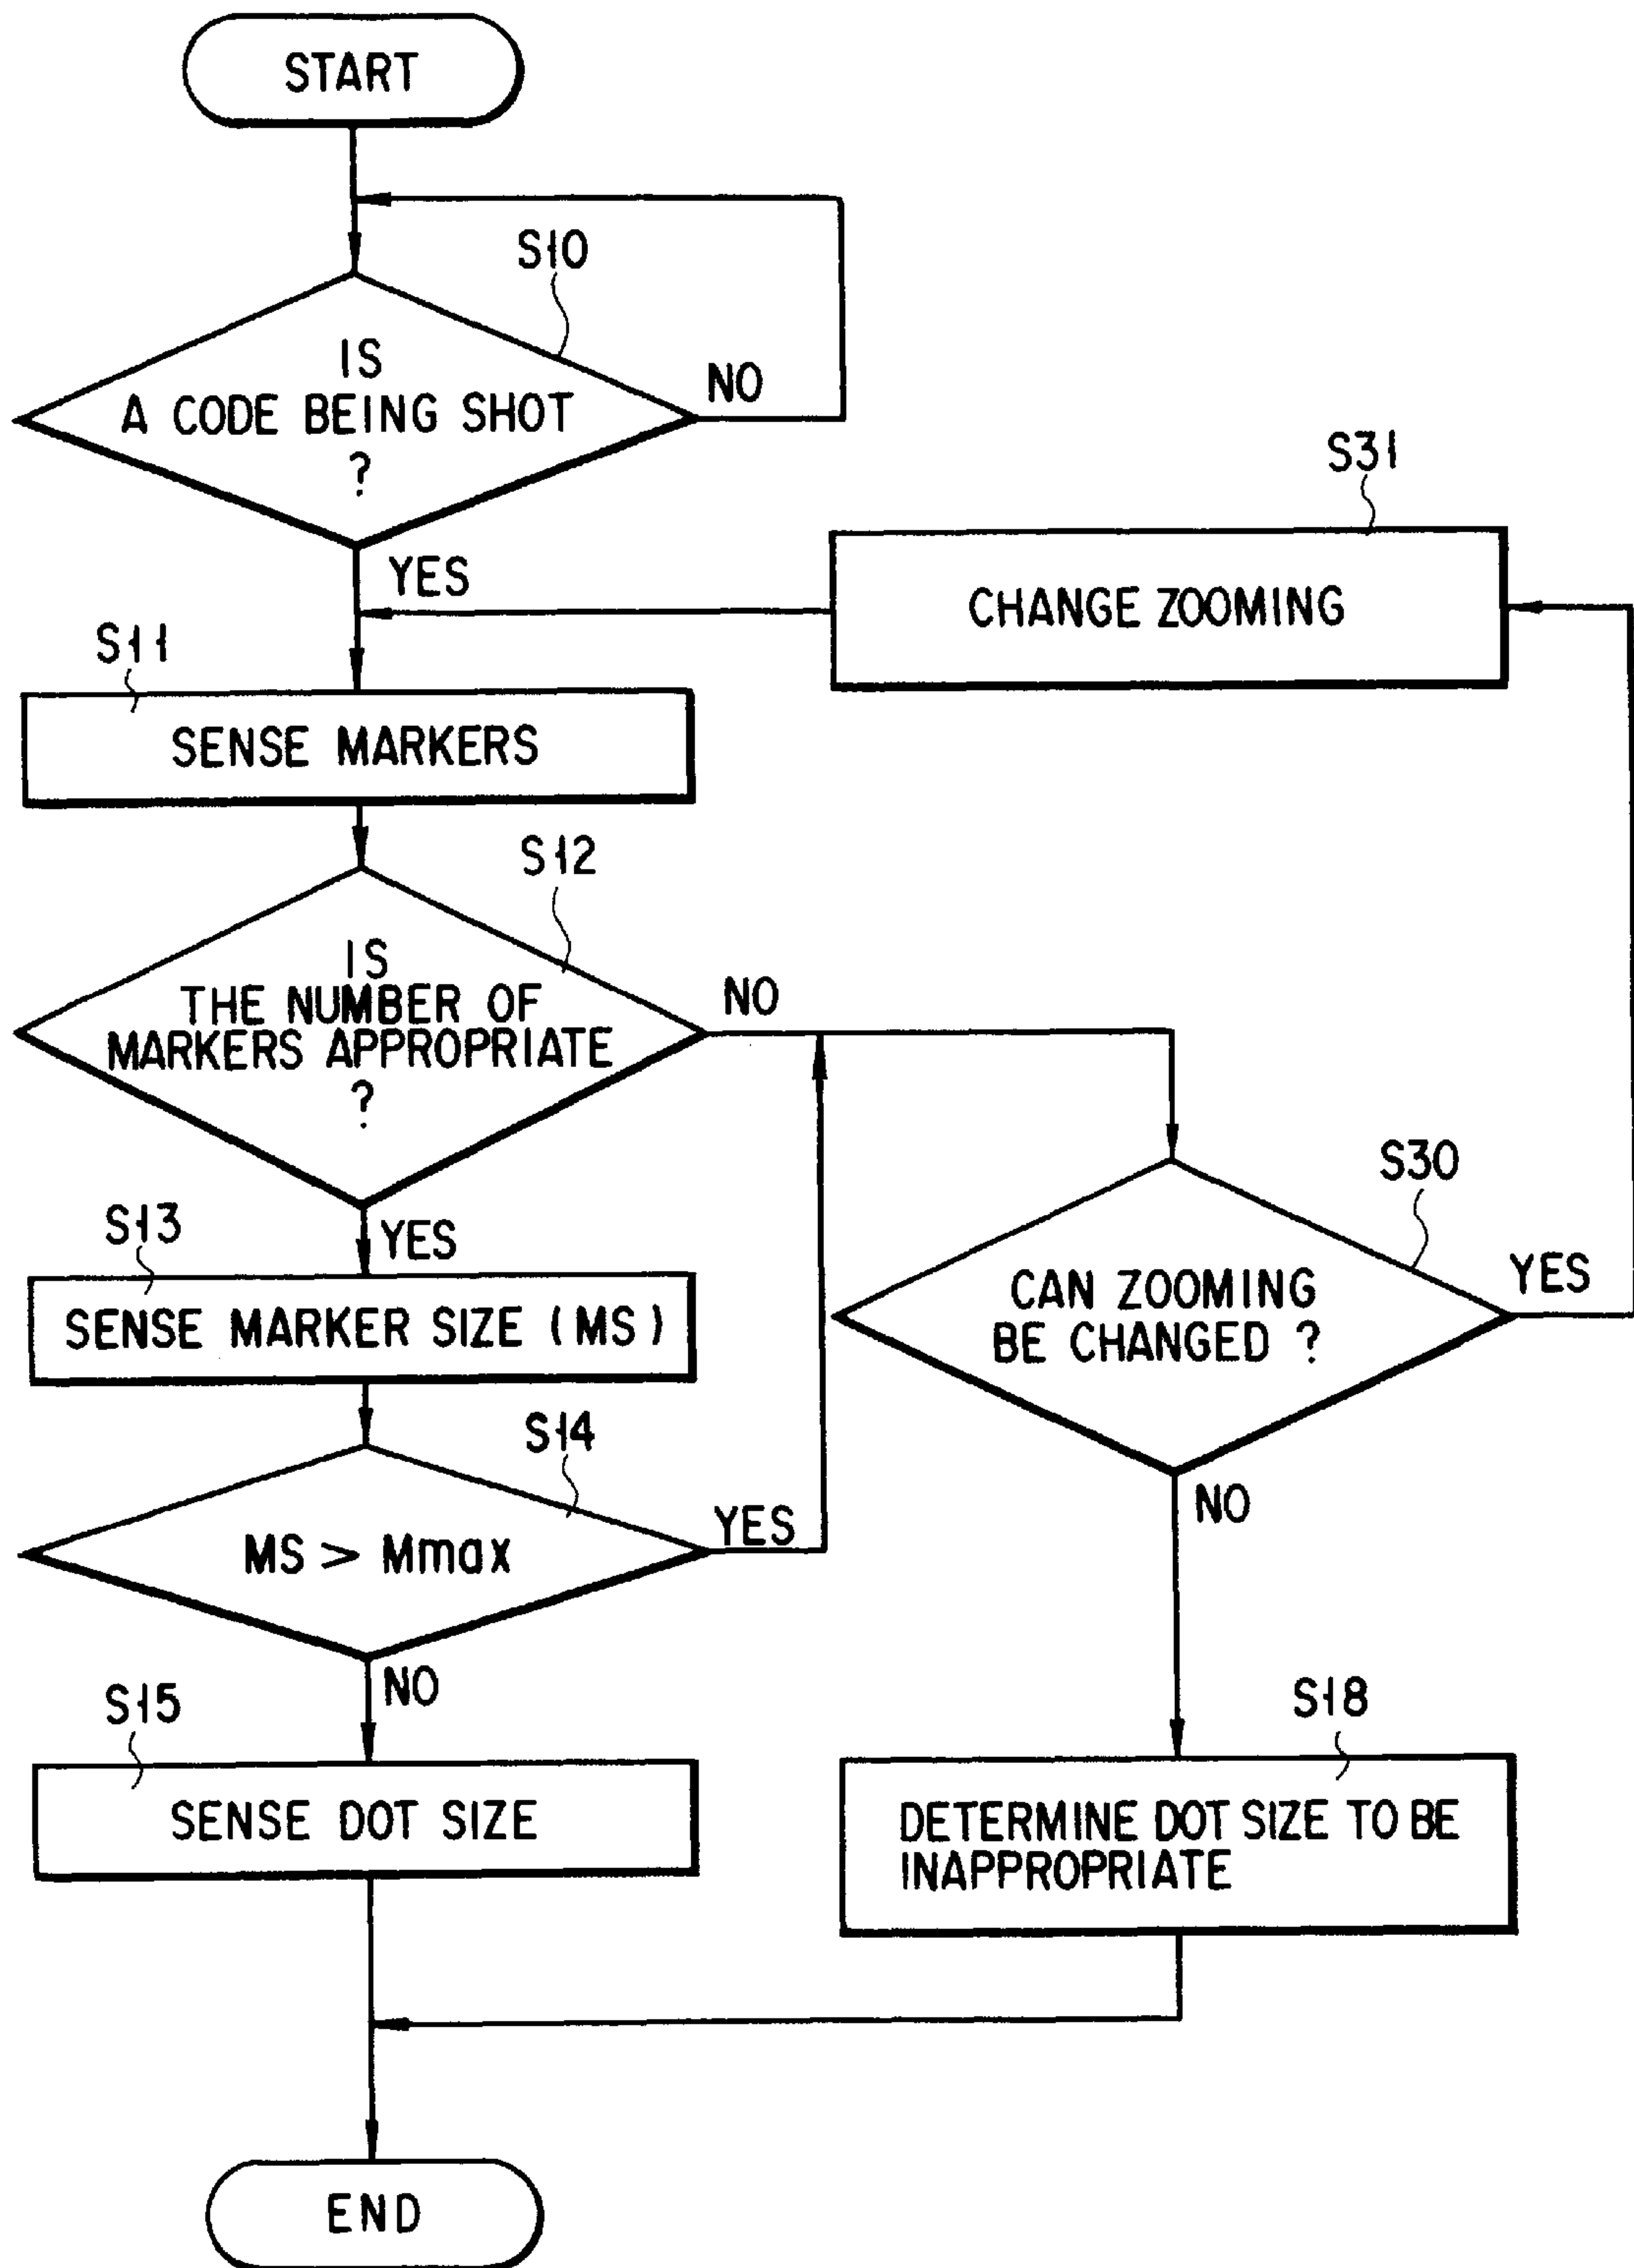 START
S10
IS
A CODE BEING SHOT
?
NO
YES
S31
CHANGE ZOOMING
S11
SENSE MARKERS
S12
IS
THE NUMBER OF
MARKERS APPROPRIATE
?
NO
YES
S30
CAN ZOOMING
BE CHANGED ?
YES
NO
S13
SENSE MARKER SIZE (MS)
S14
MS > Mmax
YES
NO
S15
SENSE DOT SIZE
S18
DETERMINE DOT SIZE TO BE
INAPPROPRIATE
END